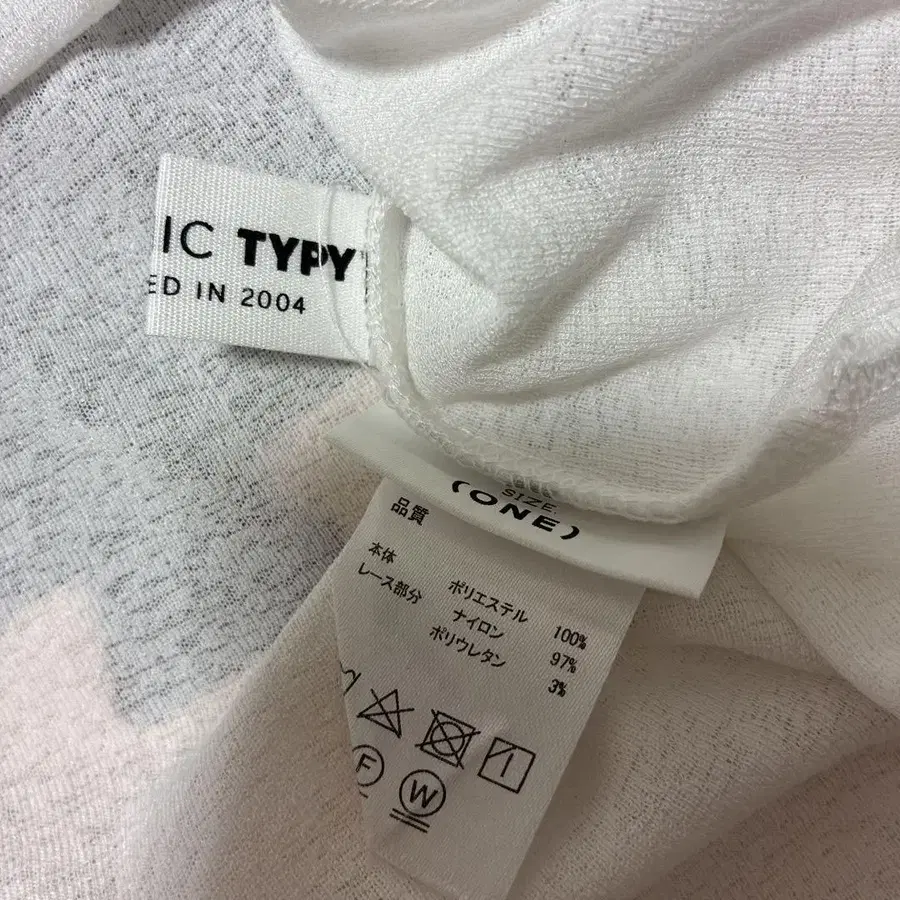 IC TYPY
ED IN 2004
SIZE.
(ONE)
品質
本体 ポリエステル 100%
レース部分 ナイロン 97%
ポリウレタン 3%
F
W